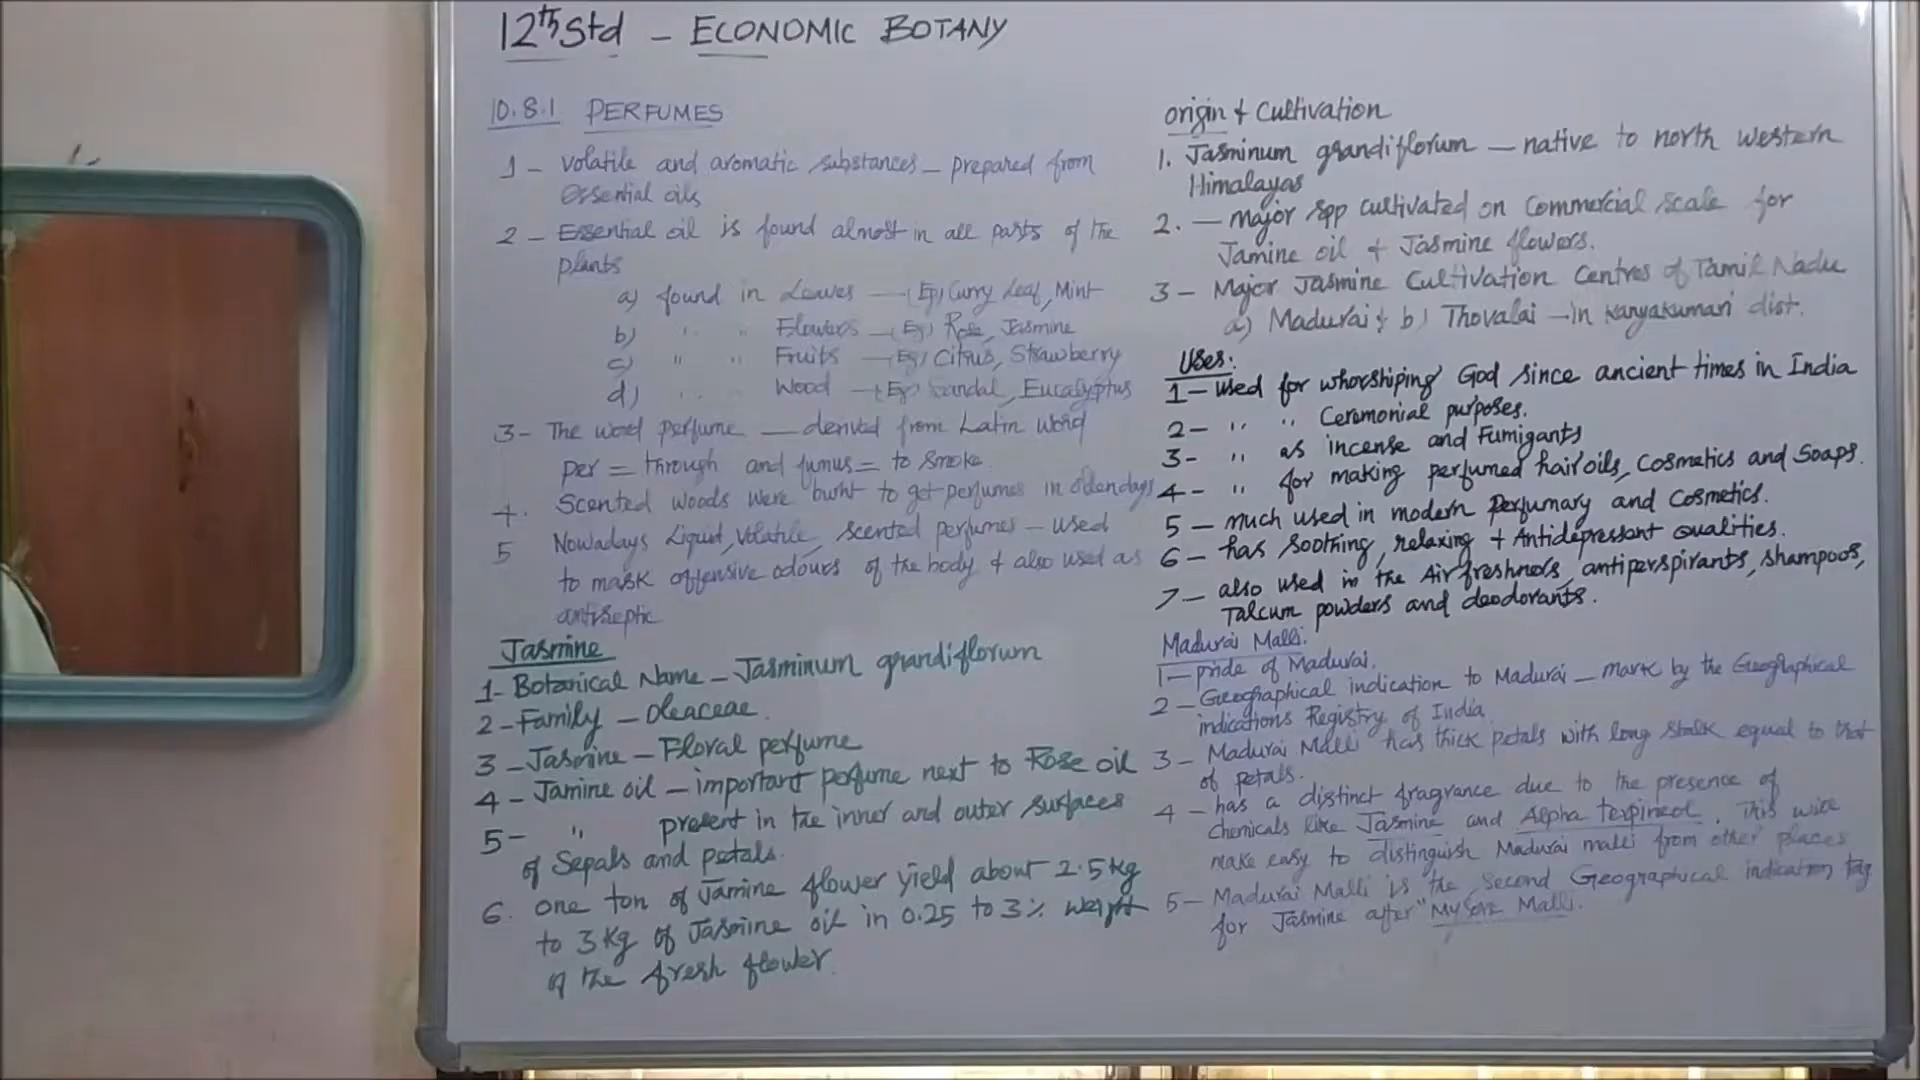 12th Std - ECONOMIC BOTANY
10.8.1 PERFUMES
1 - Volatile and aromatic substances - prepared from
Essential oils
2 - Essential oil is found almost in all parts of the
plants
a) found in Leaves - (Eg) Curry Leaf, Mint
b) " " Flowers - (Eg) Rose, Jasmine
c) " " Fruits - (Eg) Citrus, Strawberry
d) " " Wood - (Eg) Sandal, Eucalyptus
3 - The word perfume - derived from Latin word
per = through and fumus = to smoke
4. Scented woods were burnt to get perfumes in olden days
5 Nowadays Liquid, Volatile, scented perfumes - used
to mask offensive odours of the body & also used as
antiseptic
Jasmine
1 - Botanical Name - Jasminum grandiflorum
2 - Family - Oleaceae.
3 - Jasmine - Floral perfume
4 - Jamine oil - important perfume next to Rose oil
5 - " present in the inner and outer surfaces
of Sepals and petals.
6. One ton of Jamine flower yield about 2.5 kg
to 3 kg of Jasmine oil in 0.25 to 3% weight
of the fresh flower.
origin & Cultivation
1. Jasminum grandiflorum - native to north western
Himalayas
2. - major spp cultivated on commercial scale for
Jamine oil & Jasmine flowers.
3 - Major Jasmine Cultivation Centres of Tamil Nadu
a) Madurai & b) Thovalai - in Kanyakumari dist.
Uses:
1 - used for whorshiping God since ancient times in India
2 - " " Ceremonial purposes.
3 - " as incense and Fumigants
4 - " for making perfumed hairoils, Cosmetics and Soaps.
5 - much used in modern Perfumary and Cosmetics.
6 - has soothing, relaxing & Antidepressant qualities.
7 - also used in the Air freshners, antiperspirants, shampoos,
Talcum powders and deodorants.
Madurai Malli.
1 - pride of Madurai.
2 - Geographical indication to Madurai - mark by the Geographical
indications Registry of India
3 - Madurai Malli has thick petals with long stalk equal to that
of petals.
4 - has a distinct fragrance due to the presence of
Chemicals like Jasmine and Alpha terpineol. This will
make easy to distinguish Madurai malli from other places
5 - Madurai Malli is the second Geographical indication tag
for Jasmine after "Mysore Malli.